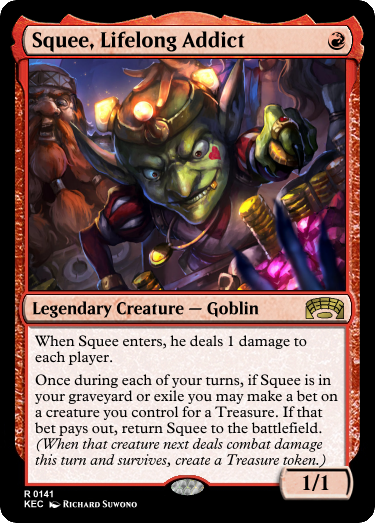 Squee, Lifelong Addict
Legendary Creature — Goblin
When Squee enters, he deals 1 damage to
each player.
Once during each of your turns, if Squee is in
your graveyard or exile you may make a bet on
a creature you control for a Treasure. If that
bet pays out, return Squee to the battlefield.
(When that creature next deals combat damage
this turn and survives, create a Treasure token.)
1/1
R 0141
KEC Richard Suwono